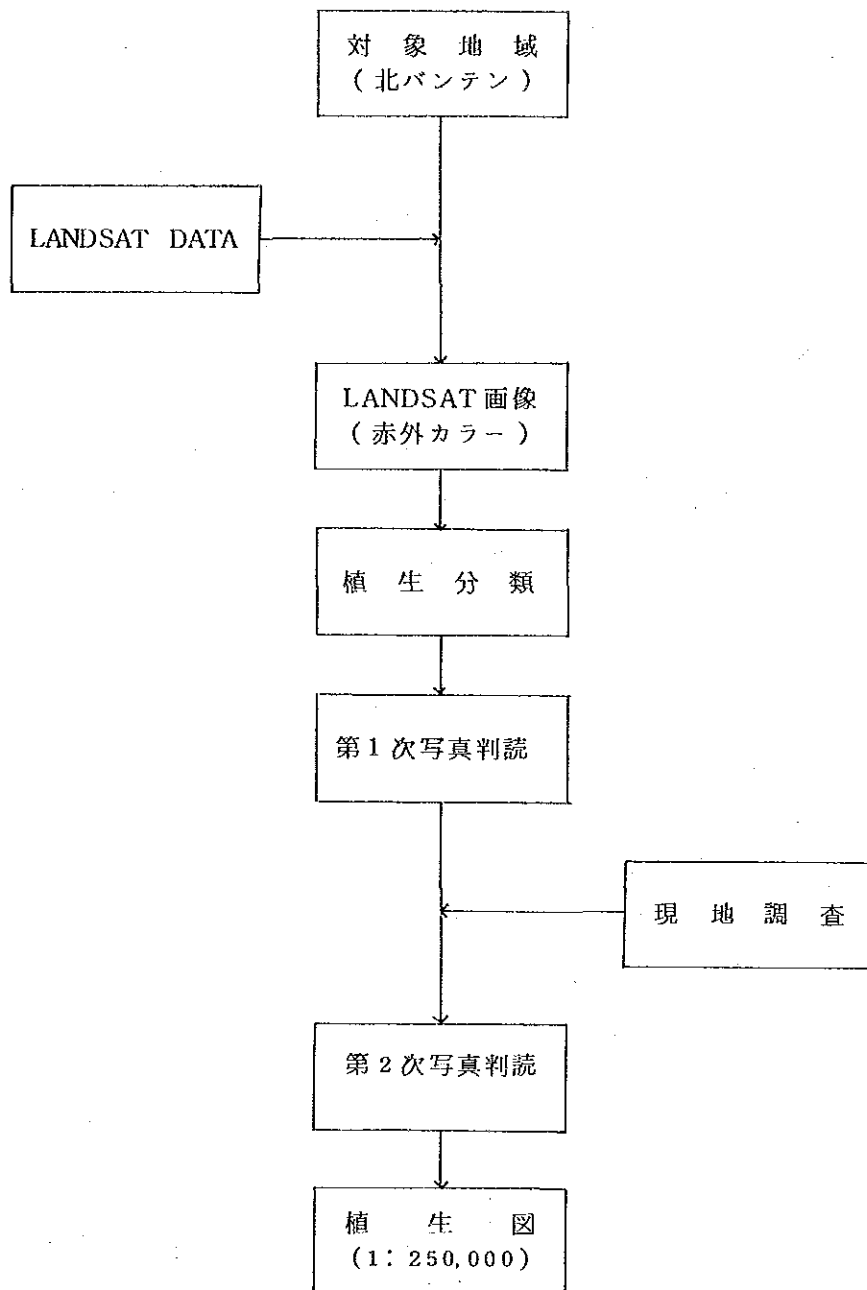 対象地域
(北バンテン)
LANDSAT DATA
LANDSAT画像
(赤外カラー)
植生分類
第1次写真判読
現地調査
第2次写真判読
植生図
(1: 250,000)